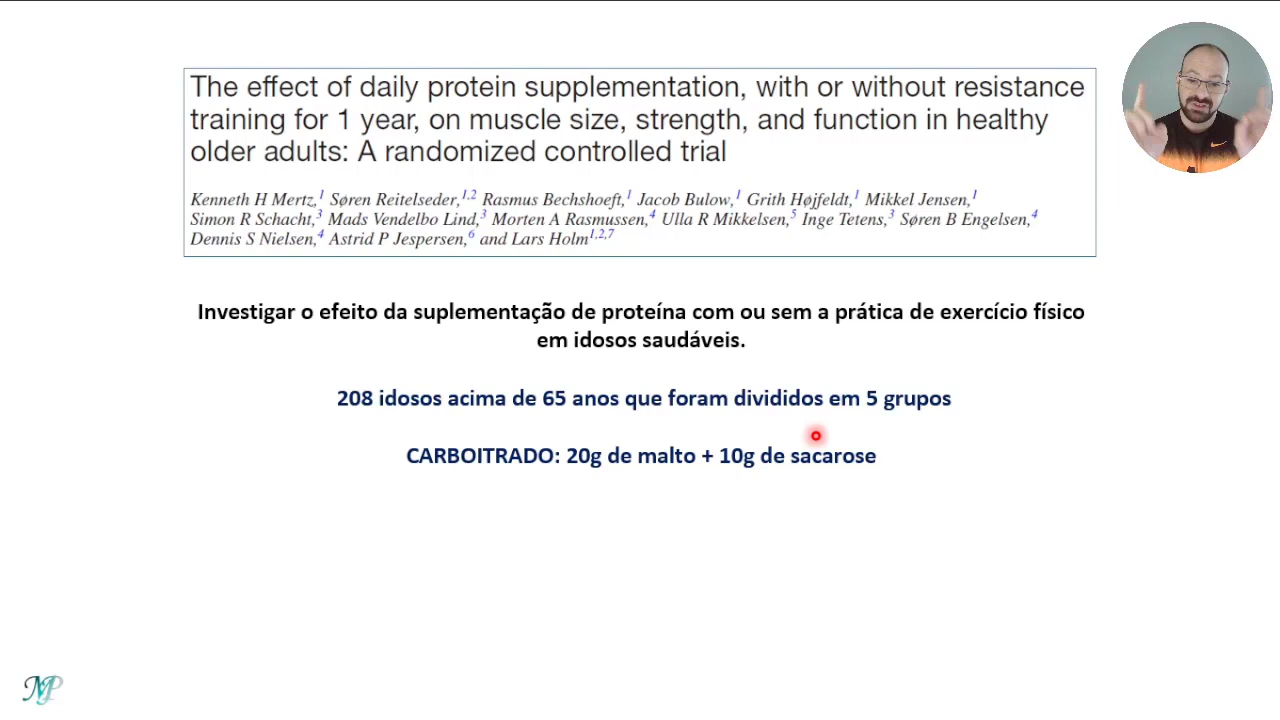 The effect of daily protein supplementation, with or without resistance
training for 1 year, on muscle size, strength, and function in healthy
older adults: A randomized controlled trial
Kenneth H Mertz,1 Søren Reitelseder,1,2 Rasmus Bechshoeft,1 Jacob Bulow,1 Grith Højfeldt,1 Mikkel Jensen,1
Simon R Schacht,3 Mads Vendelbo Lind,3 Morten A Rasmussen,4 Ulla R Mikkelsen,5 Inge Tetens,3 Søren B Engelsen,4
Dennis S Nielsen,4 Astrid P Jespersen,6 and Lars Holm1,2,7
Investigar o efeito da suplementação de proteína com ou sem a prática de exercício físico
em idosos saudáveis.
208 idosos acima de 65 anos que foram divididos em 5 grupos
CARBOITRADO: 20g de malto + 10g de sacarose
MP